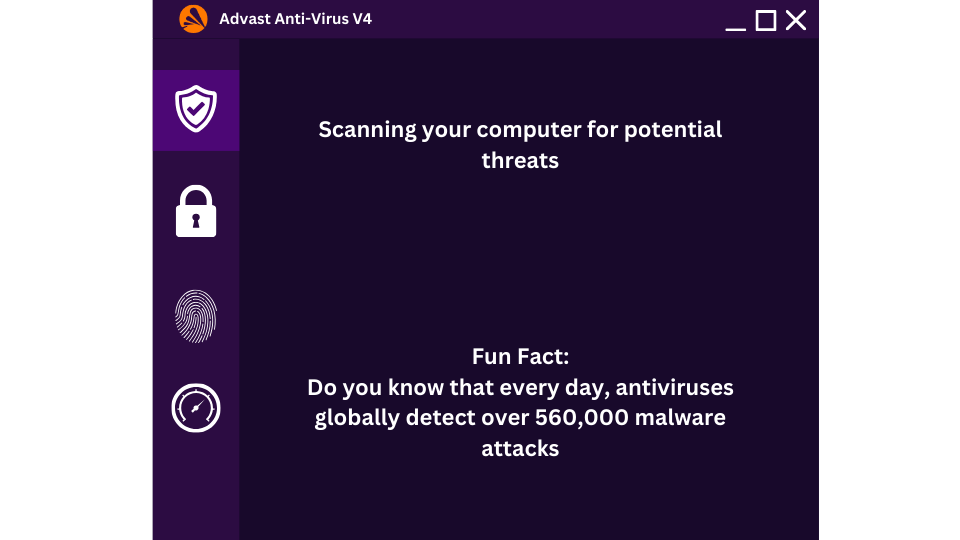 Advast Anti-Virus V4
Scanning your computer for potential
threats
Fun Fact:
Do you know that every day, antiviruses
globally detect over 560,000 malware
attacks